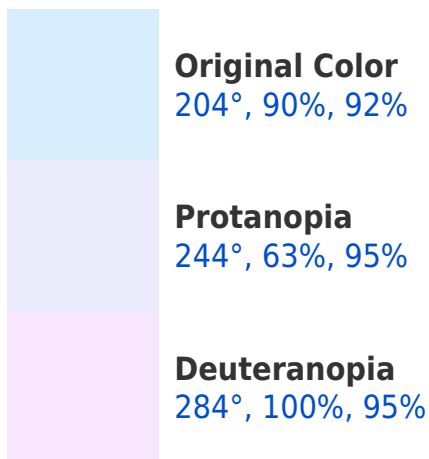 Original Color
204°, 90%, 92%
Protanopia
244°, 63%, 95%
Deuteranopia
284°, 100%, 95%